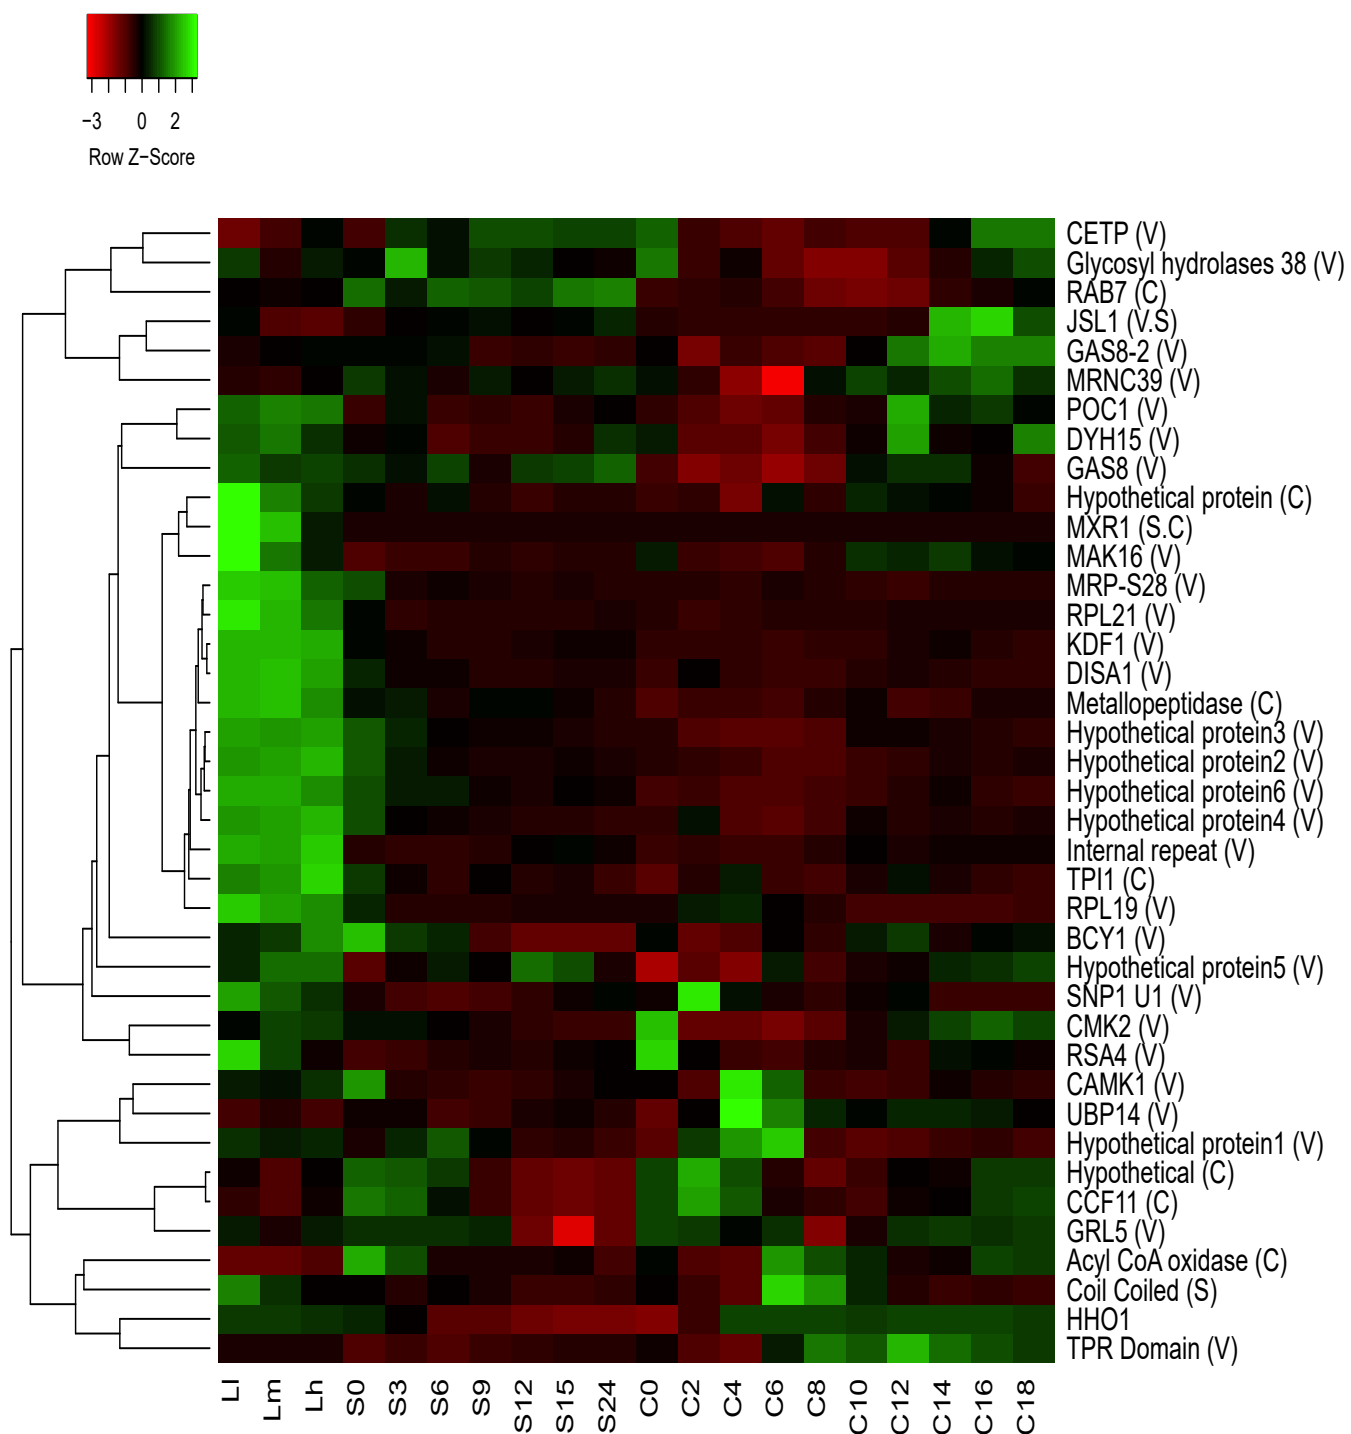 −3 0 2
Row Z−Score
CETP (V)
Glycosyl hydrolases 38 (V)
RAB7 (C)
JSL1 (V.S)
GAS8-2 (V)
MRNC39 (V)
POC1 (V)
DYH15 (V)
GAS8 (V)
Hypothetical protein (C)
MXR1 (S.C)
MAK16 (V)
MRP-S28 (V)
RPL21 (V)
KDF1 (V)
DISA1 (V)
Metallopeptidase (C)
Hypothetical protein3 (V)
Hypothetical protein2 (V)
Hypothetical protein6 (V)
Hypothetical protein4 (V)
Internal repeat (V)
TPI1 (C)
RPL19 (V)
BCY1 (V)
Hypothetical protein5 (V)
SNP1 U1 (V)
CMK2 (V)
RSA4 (V)
CAMK1 (V)
UBP14 (V)
Hypothetical protein1 (V)
Hypothetical (C)
CCF11 (C)
GRL5 (V)
Acyl CoA oxidase (C)
Coil Coiled (S)
HHO1
TPR Domain (V)
Ll Lm Lh S0 S3 S6 S9 S12 S15 S24 C0 C2 C4 C6 C8 C10 C12 C14 C16 C18